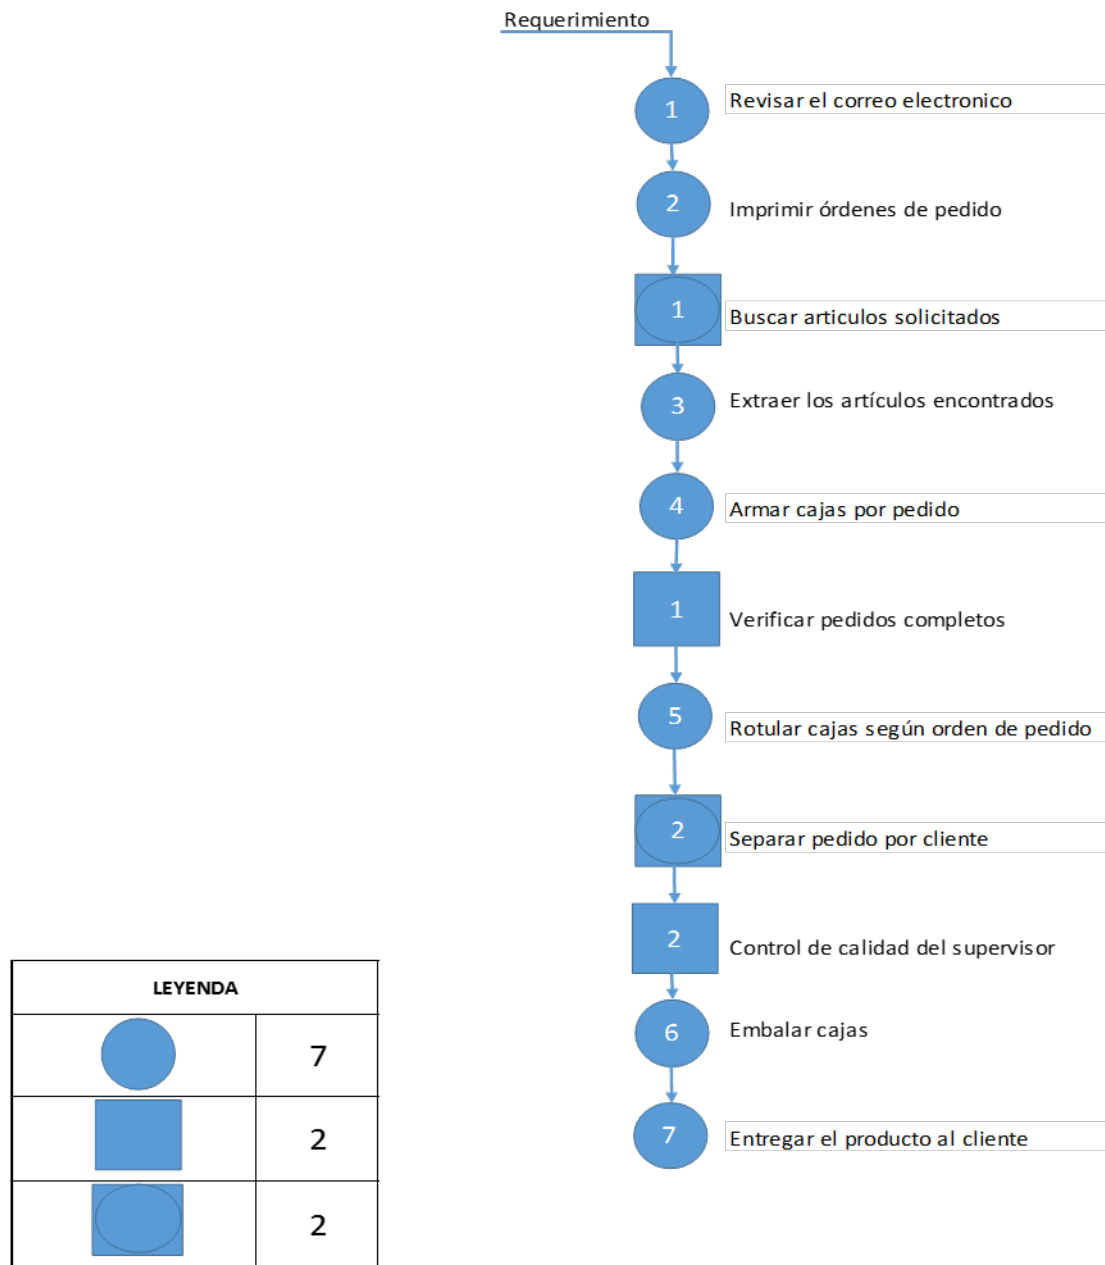 Requerimiento
1 Revisar el correo electronico
2 Imprimir órdenes de pedido
1 Buscar articulos solicitados
3 Extraer los artículos encontrados
4 Armar cajas por pedido
1 Verificar pedidos completos
5 Rotular cajas según orden de pedido
2 Separar pedido por cliente
2 Control de calidad del supervisor
6 Embalar cajas
7 Entregar el producto al cliente
LEYENDA
7
2
2